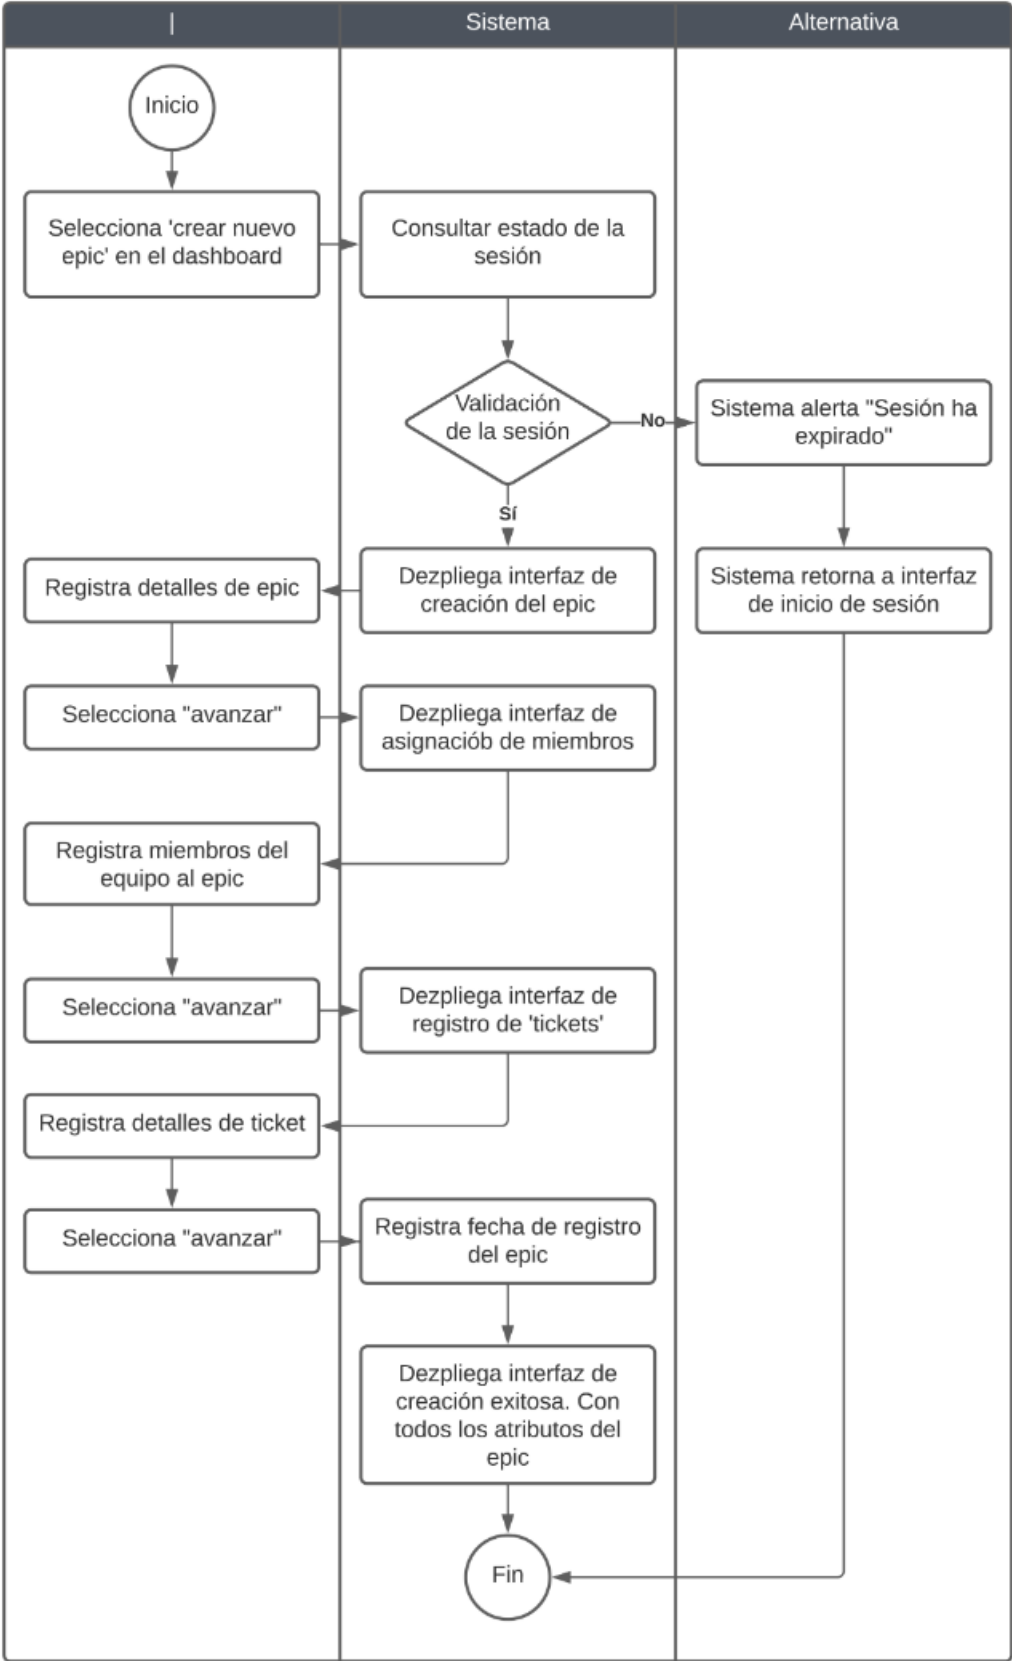 |
Sistema
Alternativa
Inicio
Selecciona 'crear nuevo
epic' en el dashboard
Consultar estado de la
sesión
Validación
de la sesión
No
Sistema alerta "Sesión ha
expirado"
Sí
Registra detalles de epic
Dezpliega interfaz de
creación del epic
Sistema retorna a interfaz
de inicio de sesión
Selecciona "avanzar"
Dezpliega interfaz de
asignaciób de miembros
Registra miembros del
equipo al epic
Selecciona "avanzar"
Dezpliega interfaz de
registro de 'tickets'
Registra detalles de ticket
Selecciona "avanzar"
Registra fecha de registro
del epic
Dezpliega interfaz de
creación exitosa. Con
todos los atributos del
epic
Fin